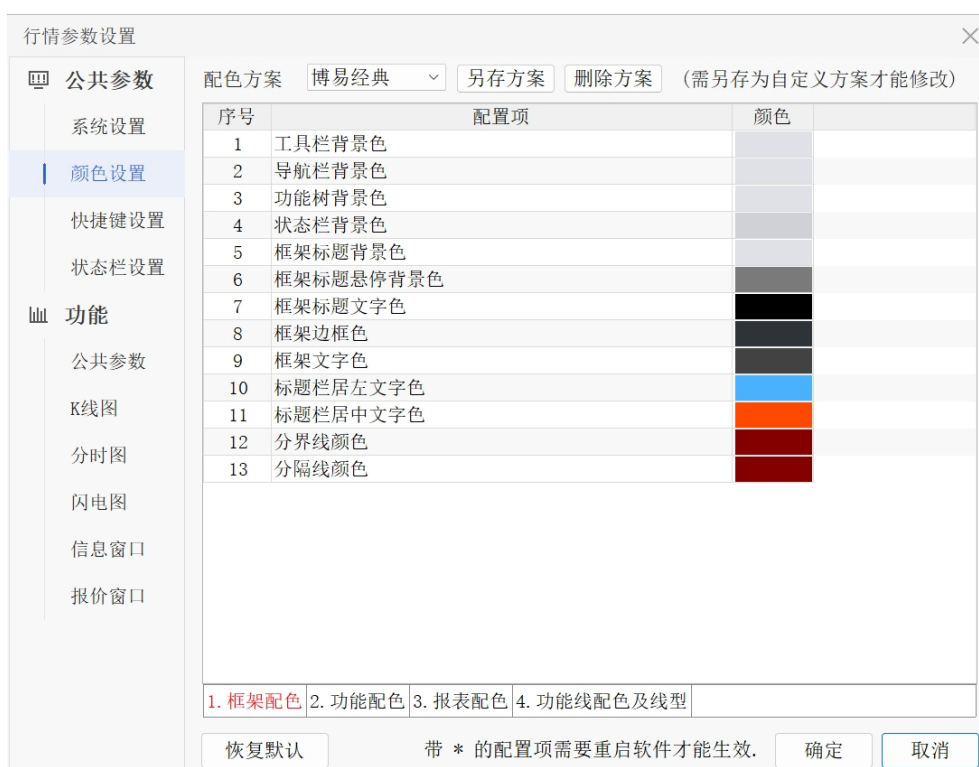 行情参数设置
公共参数
系统设置
颜色设置
快捷键设置
状态栏设置
功能
公共参数
K线图
分时图
闪电图
信息窗口
报价窗口
配色方案 博易经典 另存方案 删除方案 (需另存为自定义方案才能修改)
序号 配置项 颜色
1 工具栏背景色
2 导航栏背景色
3 功能树背景色
4 状态栏背景色
5 框架标题背景色
6 框架标题悬停背景色
7 框架标题文字色
8 框架边框色
9 框架文字色
10 标题栏居左文字色
11 标题栏居中文字色
12 分界线颜色
13 分隔线颜色
1. 框架配色 2. 功能配色 3. 报表配色 4. 功能线配色及线型
恢复默认 带 * 的配置项需要重启软件才能生效. 确定 取消